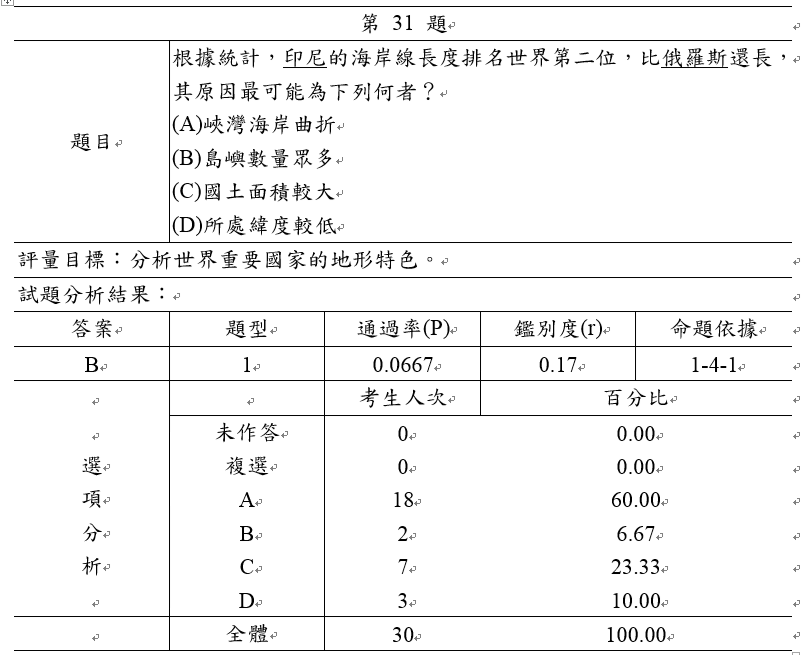 第 31 題
根據統計，印尼的海岸線長度排名世界第二位，比俄羅斯還長，
其原因最可能為下列何者？
題目
(A)峽灣海岸曲折
(B)島嶼數量眾多
(C)國土面積較大
(D)所處緯度較低
評量目標：分析世界重要國家的地形特色。
試題分析結果：
答案 題型 通過率(P) 鑑別度(r) 命題依據
B 1 0.0667 0.17 1-4-1
考生人次 百分比
未作答 0 0.00
選 複選 0 0.00
項 A 18 60.00
分 B 2 6.67
析 C 7 23.33
D 3 10.00
全體 30 100.00